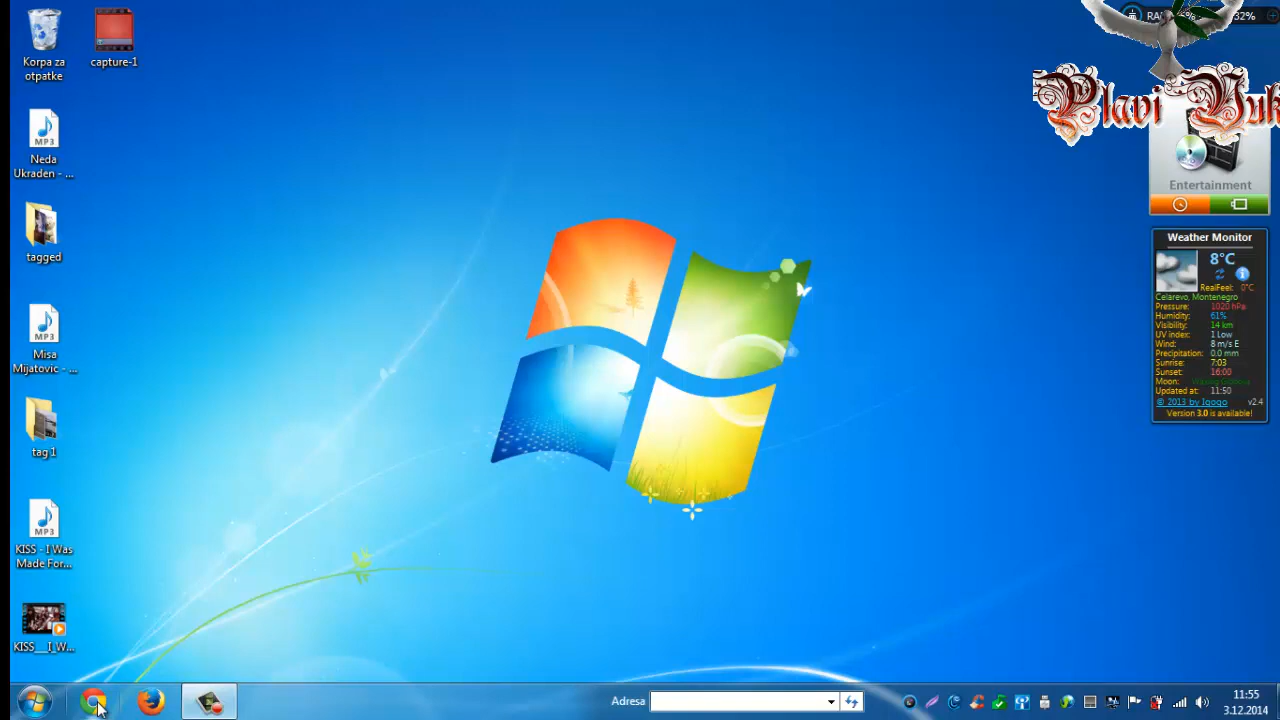 Korpa za
otpatke
capture-1
MP3
Neda
Ukraden - ...
tagged
MP3
Misa
Mijatovic - ...
tag 1
MP3
KISS - I Was
Made For...
KISS__I_W...
32%
Plavi Vuk
Entertainment
Weather Monitor
8°C
RealFeel: 0°C
Celarevo, Montenegro
Pressure: 1020 hPa
Humidity: 61%
Visibility: 14 km
UV index: 1 Low
Wind: 8 m/s E
Precipitation: 0.0 mm
Sunrise: 7:03
Sunset: 16:00
Moon:
Updated at: 11:50
© 2013 by Igogo v2.4
Version 3.0 is available!
Adresa
11:55
3.12.2014